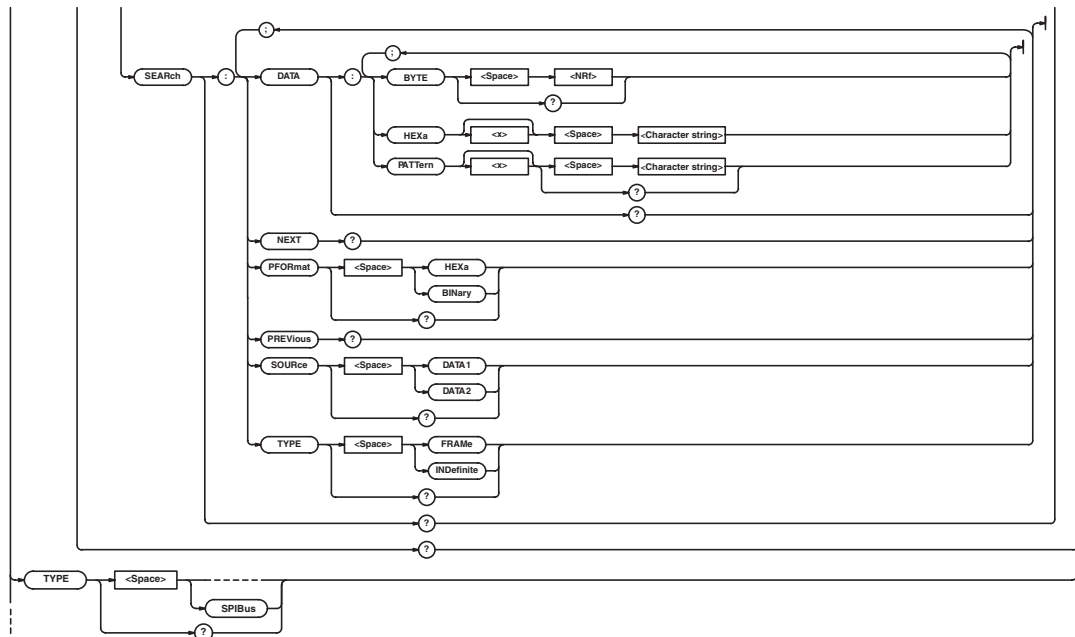 ;
;
SEARch : DATA : BYTE <Space> <NRf>
?
HEXa <x> <Space> <Character string>
PATTern <x> <Space> <Character string>
?
?
NEXT ?
PFORmat <Space> HEXa
BINary
?
PREVious ?
SOURce <Space> DATA1
DATA2
?
TYPE <Space> FRAMe
INDefinite
?
?
?
TYPE <Space>
SPIBus
?